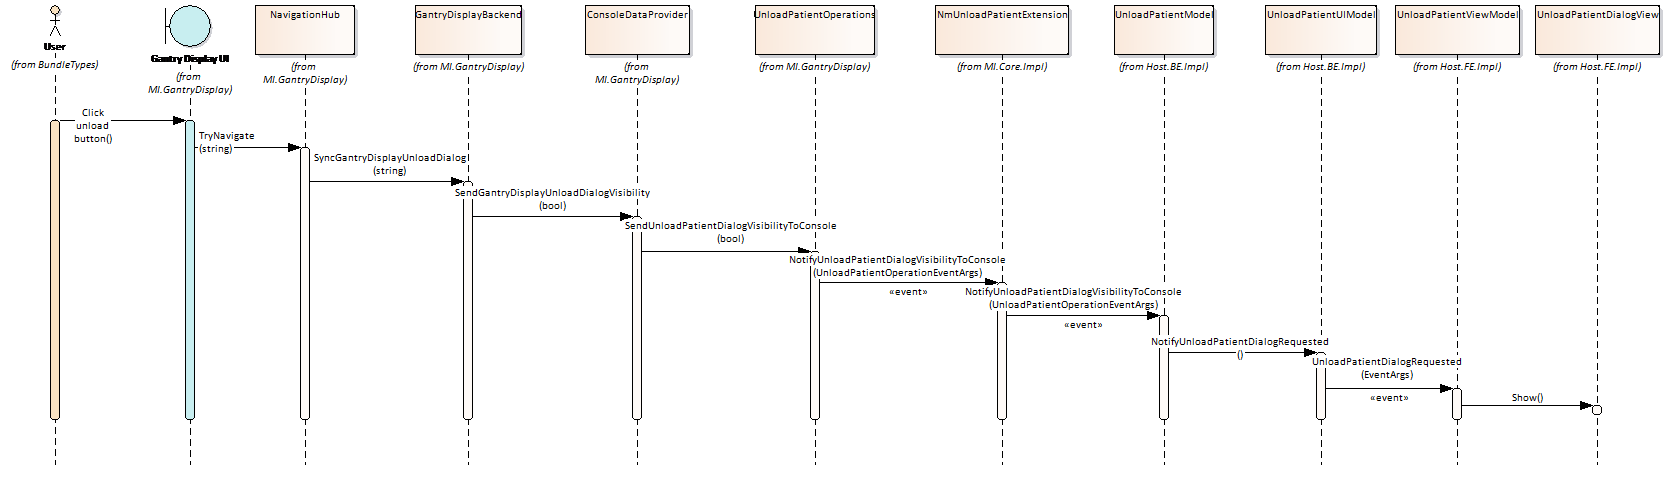 NavigationHub
GantryDisplayBackend
ConsoleDataProvider
UnloadPatientOperations
NmUnloadPatientExtension
UnloadPatientModel
UnloadPatientUIModel
UnloadPatientViewModel
UnloadPatientDialogView
User
(from BundleTypes)
Gantry Display UI
(from
MI.GantryDisplay)
(from
MI.GantryDisplay)
(from MI.GantryDisplay)
(from
MI.GantryDisplay)
(from MI.GantryDisplay)
(from MI.Core.Impl)
(from Host.BE.Impl)
(from Host.BE.Impl)
(from Host.FE.Impl)
(from Host.FE.Impl)
Click
unload
button()
TryNavigate
(string)
SyncGantryDisplayUnloadDialog
(string)
SendGantryDisplayUnloadDialogVisibility
(bool)
SendUnloadPatientDialogVisibilityToConsole
(bool)
NotifyUnloadPatientDialogVisibilityToConsole
(UnloadPatientOperationEventArgs)
«event»
NotifyUnloadPatientDialogVisibilityToConsole
(UnloadPatientOperationEventArgs)
«event»
NotifyUnloadPatientDialogRequested
()
UnloadPatientDialogRequested
(EventArgs)
«event»
Show()